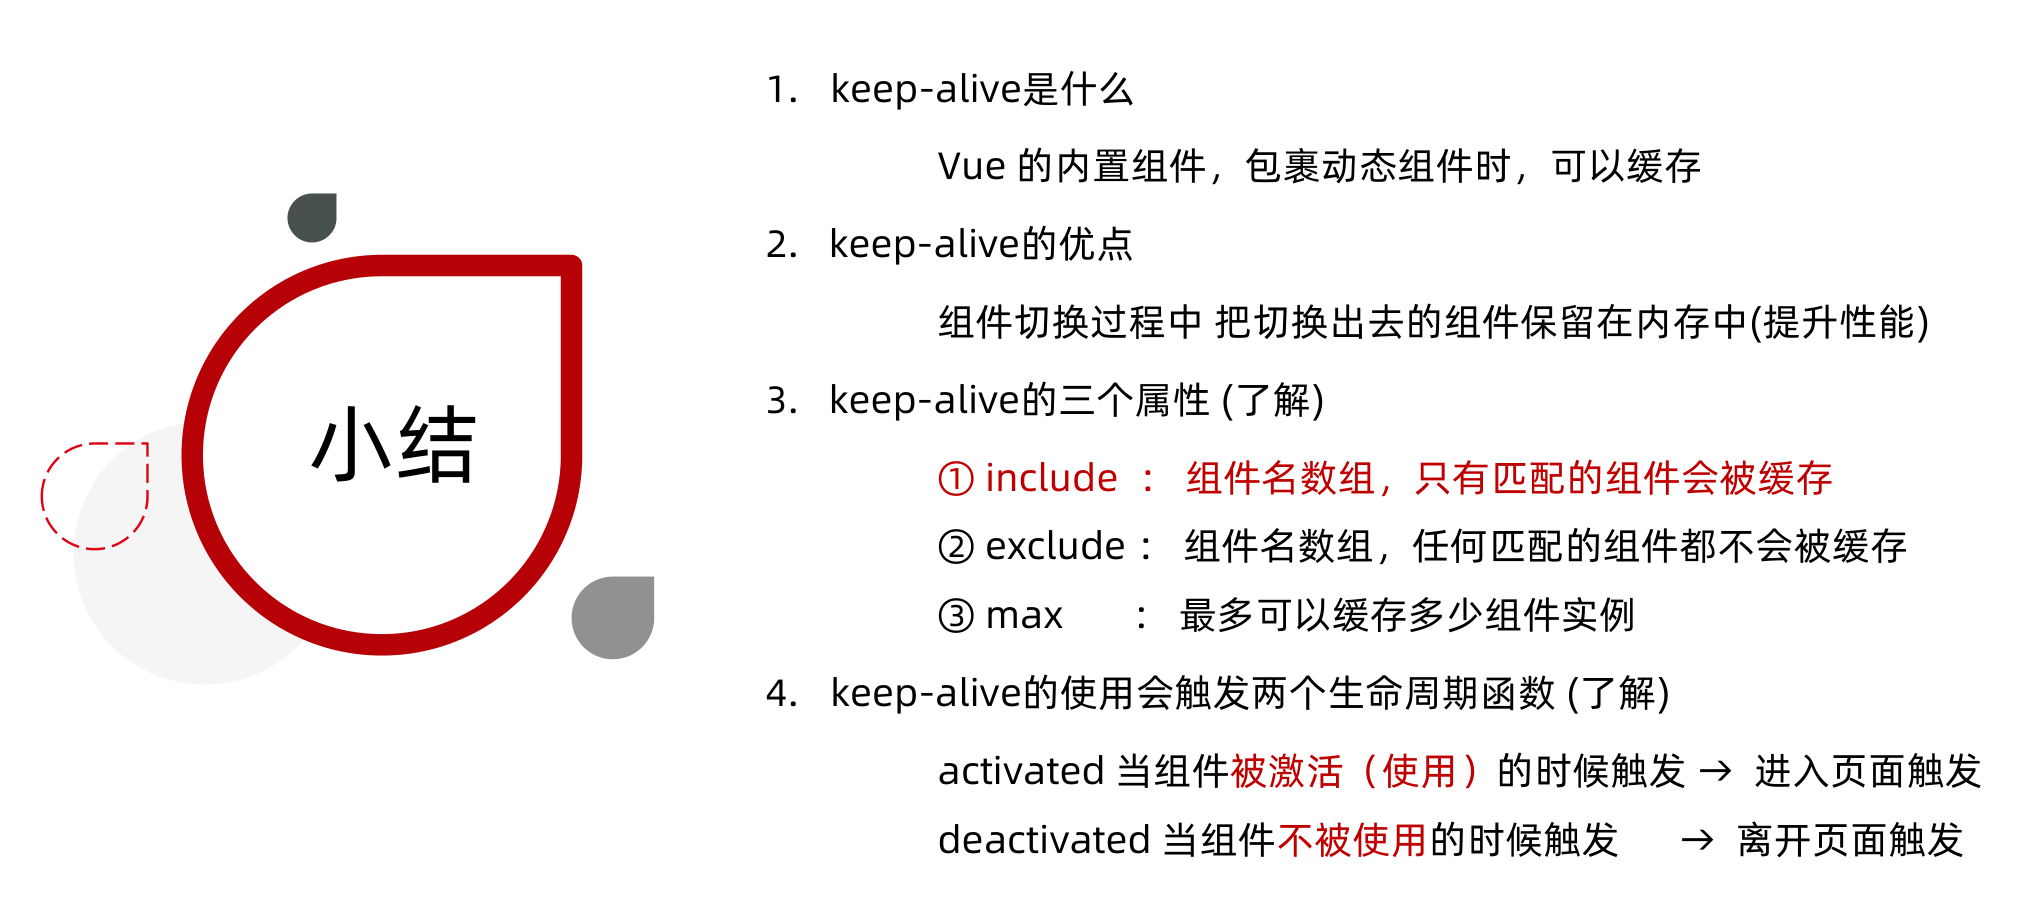 小结
1. keep-alive是什么
Vue 的内置组件，包裹动态组件时，可以缓存
2. keep-alive的优点
组件切换过程中 把切换出去的组件保留在内存中(提升性能)
3. keep-alive的三个属性 (了解)
① include ： 组件名数组，只有匹配的组件会被缓存
② exclude ： 组件名数组，任何匹配的组件都不会被缓存
③ max ： 最多可以缓存多少组件实例
4. keep-alive的使用会触发两个生命周期函数 (了解)
activated 当组件被激活（使用）的时候触发 → 进入页面触发
deactivated 当组件不被使用的时候触发 → 离开页面触发